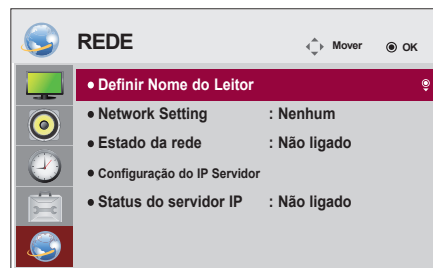 REDE
Mover
OK
● Definir Nome do Leitor
● Network Setting : Nenhum
● Estado da rede : Não ligado
● Configuração do IP Servidor
● Status do servidor IP : Não ligado